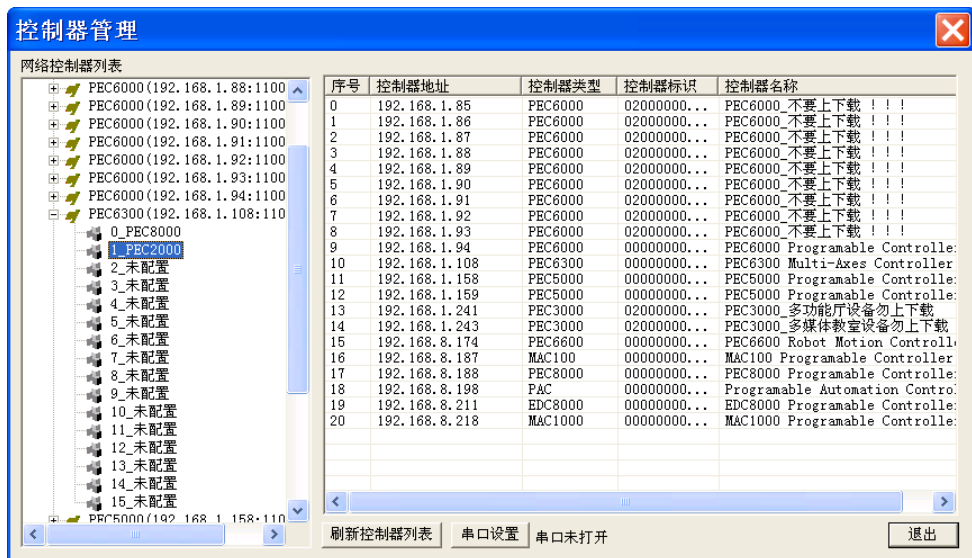 控制器管理
网络控制器列表
PEC6000(192.168.1.88:1100
PEC6000(192.168.1.89:1100
PEC6000(192.168.1.90:1100
PEC6000(192.168.1.91:1100
PEC6000(192.168.1.92:1100
PEC6000(192.168.1.93:1100
PEC6000(192.168.1.94:1100
PEC6300(192.168.1.108:110
0_PEC8000
1_PEC2000
2_未配置
3_未配置
4_未配置
5_未配置
6_未配置
7_未配置
8_未配置
9_未配置
10_未配置
11_未配置
12_未配置
13_未配置
14_未配置
15_未配置
PEC5000(192.168.1.158:110
序号 控制器地址 控制器类型 控制器标识 控制器名称
0 192.168.1.85 PEC6000 02000000... PEC6000_不要上下载 ！！！
1 192.168.1.86 PEC6000 02000000... PEC6000_不要上下载 ！！！
2 192.168.1.87 PEC6000 02000000... PEC6000_不要上下载 ！！！
3 192.168.1.88 PEC6000 02000000... PEC6000_不要上下载 ！！！
4 192.168.1.89 PEC6000 02000000... PEC6000_不要上下载 ！！！
5 192.168.1.90 PEC6000 02000000... PEC6000_不要上下载 ！！！
6 192.168.1.91 PEC6000 02000000... PEC6000_不要上下载 ！！！
7 192.168.1.92 PEC6000 02000000... PEC6000_不要上下载 ！！！
8 192.168.1.93 PEC6000 02000000... PEC6000_不要上下载 ！！！
9 192.168.1.94 PEC6000 00000000... PEC6000 Programable Controlle
10 192.168.1.108 PEC6300 00000000... PEC6300 Multi-Axes Controller
11 192.168.1.158 PEC5000 00000000... PEC5000 Programable Controlle
12 192.168.1.159 PEC5000 00000000... PEC5000 Programable Controlle
13 192.168.1.241 PEC3000 02000000... PEC3000_多功能厅设备勿上下载
14 192.168.1.243 PEC3000 02000000... PEC3000_多媒体教室设备勿上下载
15 192.168.8.174 PEC6600 00000000... PEC6600 Robot Motion Controll
16 192.168.8.187 MAC100 00000000... MAC100 Programable Controller
17 192.168.8.188 PEC8000 00000000... PEC8000 Programable Controlle
18 192.168.8.198 PAC 00000000... Programable Automation Contro
19 192.168.8.211 EDC8000 00000000... EDC8000 Programable Controlle
20 192.168.8.218 MAC1000 00000000... MAC1000 Programable Controlle
刷新控制器列表 串口设置 串口未打开 退出